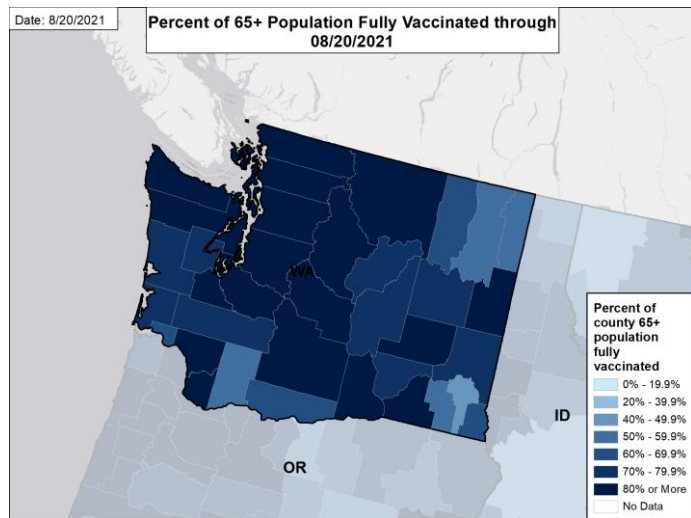 Date: 8/20/2021
Percent of 65+ Population Fully Vaccinated through
08/20/2021
WA
OR
ID
Percent of
county 65+
population
fully
vaccinated
0% - 19.9%
20% - 39.9%
40% - 49.9%
50% - 59.9%
60% - 69.9%
70% - 79.9%
80% or More
No Data